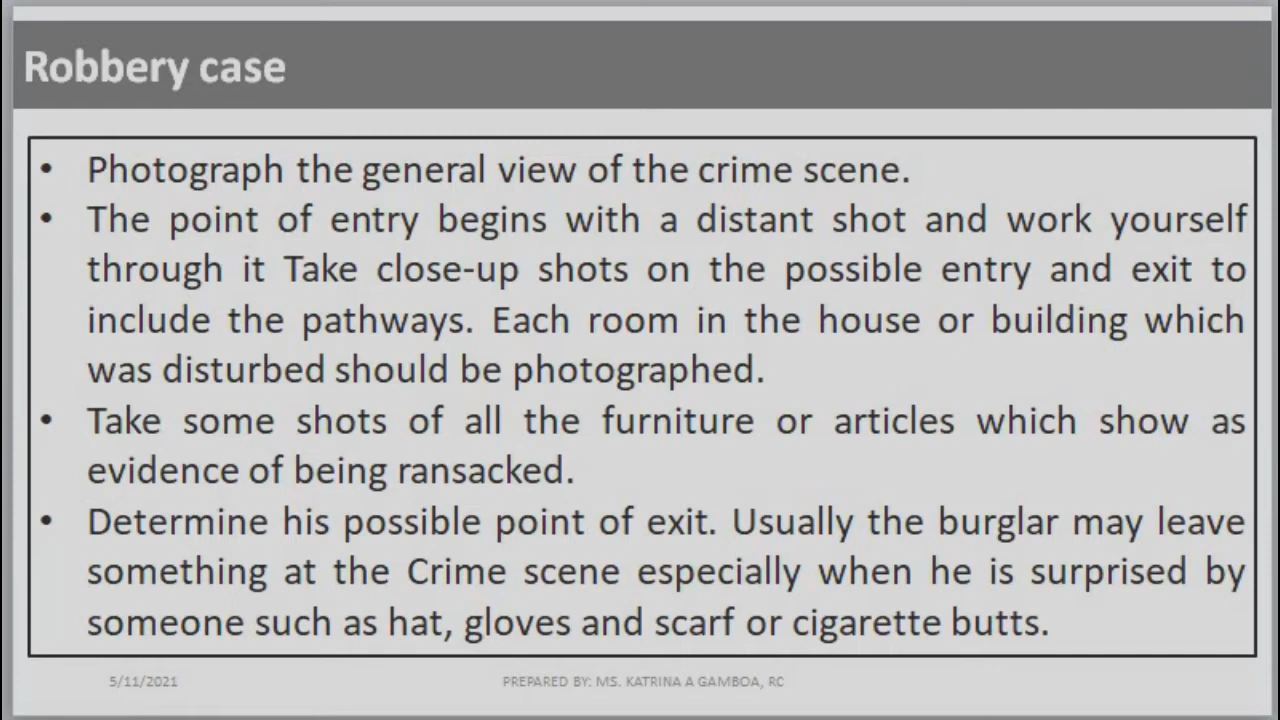 Robbery case
• Photograph the general view of the crime scene.
• The point of entry begins with a distant shot and work yourself
through it Take close-up shots on the possible entry and exit to
include the pathways. Each room in the house or building which
was disturbed should be photographed.
• Take some shots of all the furniture or articles which show as
evidence of being ransacked.
• Determine his possible point of exit. Usually the burglar may leave
something at the Crime scene especially when he is surprised by
someone such as hat, gloves and scarf or cigarette butts.
5/11/2021
PREPARED BY: MS. KATRINA A GAMBOA, RC